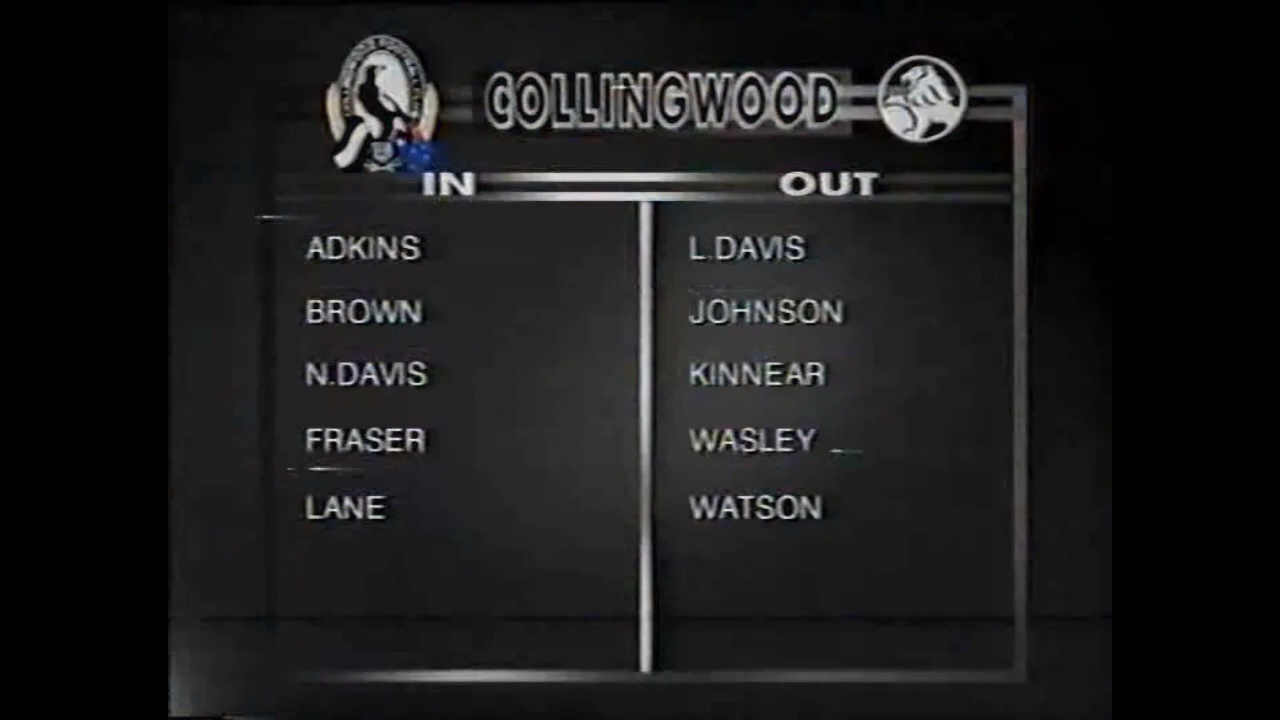 COLLINGWOOD
IN OUT
ADKINS L.DAVIS
BROWN JOHNSON
N.DAVIS KINNEAR
FRASER WASLEY
LANE WATSON